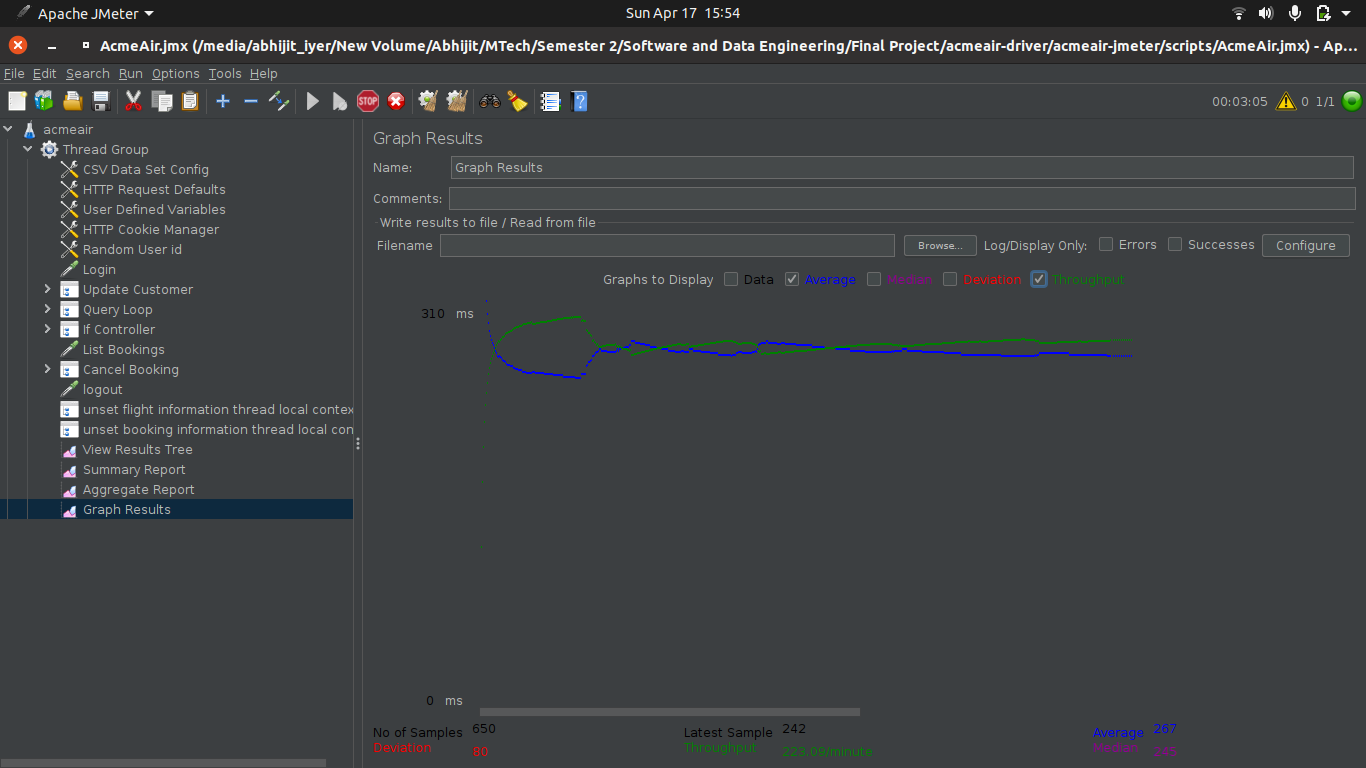 Apache JMeter
Sun Apr 17 15:54
AcmeAir.jmx (/media/abhijit_iyer/New Volume/Abhijit/MTech/Semester 2/Software and Data Engineering/Final Project/acmeair-driver/acmeair-jmeter/scripts/AcmeAir.jmx) - Ap...
File Edit Search Run Options Tools Help
STOP
00:03:05 0 1/1
acmeair
Thread Group
CSV Data Set Config
HTTP Request Defaults
User Defined Variables
HTTP Cookie Manager
Random User id
Login
Update Customer
Query Loop
If Controller
List Bookings
Cancel Booking
logout
unset flight information thread local contex
unset booking information thread local con
View Results Tree
Summary Report
Aggregate Report
Graph Results
Graph Results
Name: Graph Results
Comments:
Write results to file / Read from file
Filename Browse... Log/Display Only: Errors Successes Configure
Graphs to Display Data Average Median Deviation Throughput
310 ms
0 ms
No of Samples 650 Latest Sample 242 Average 267
Deviation 80 Throughput 223.09/minute Median